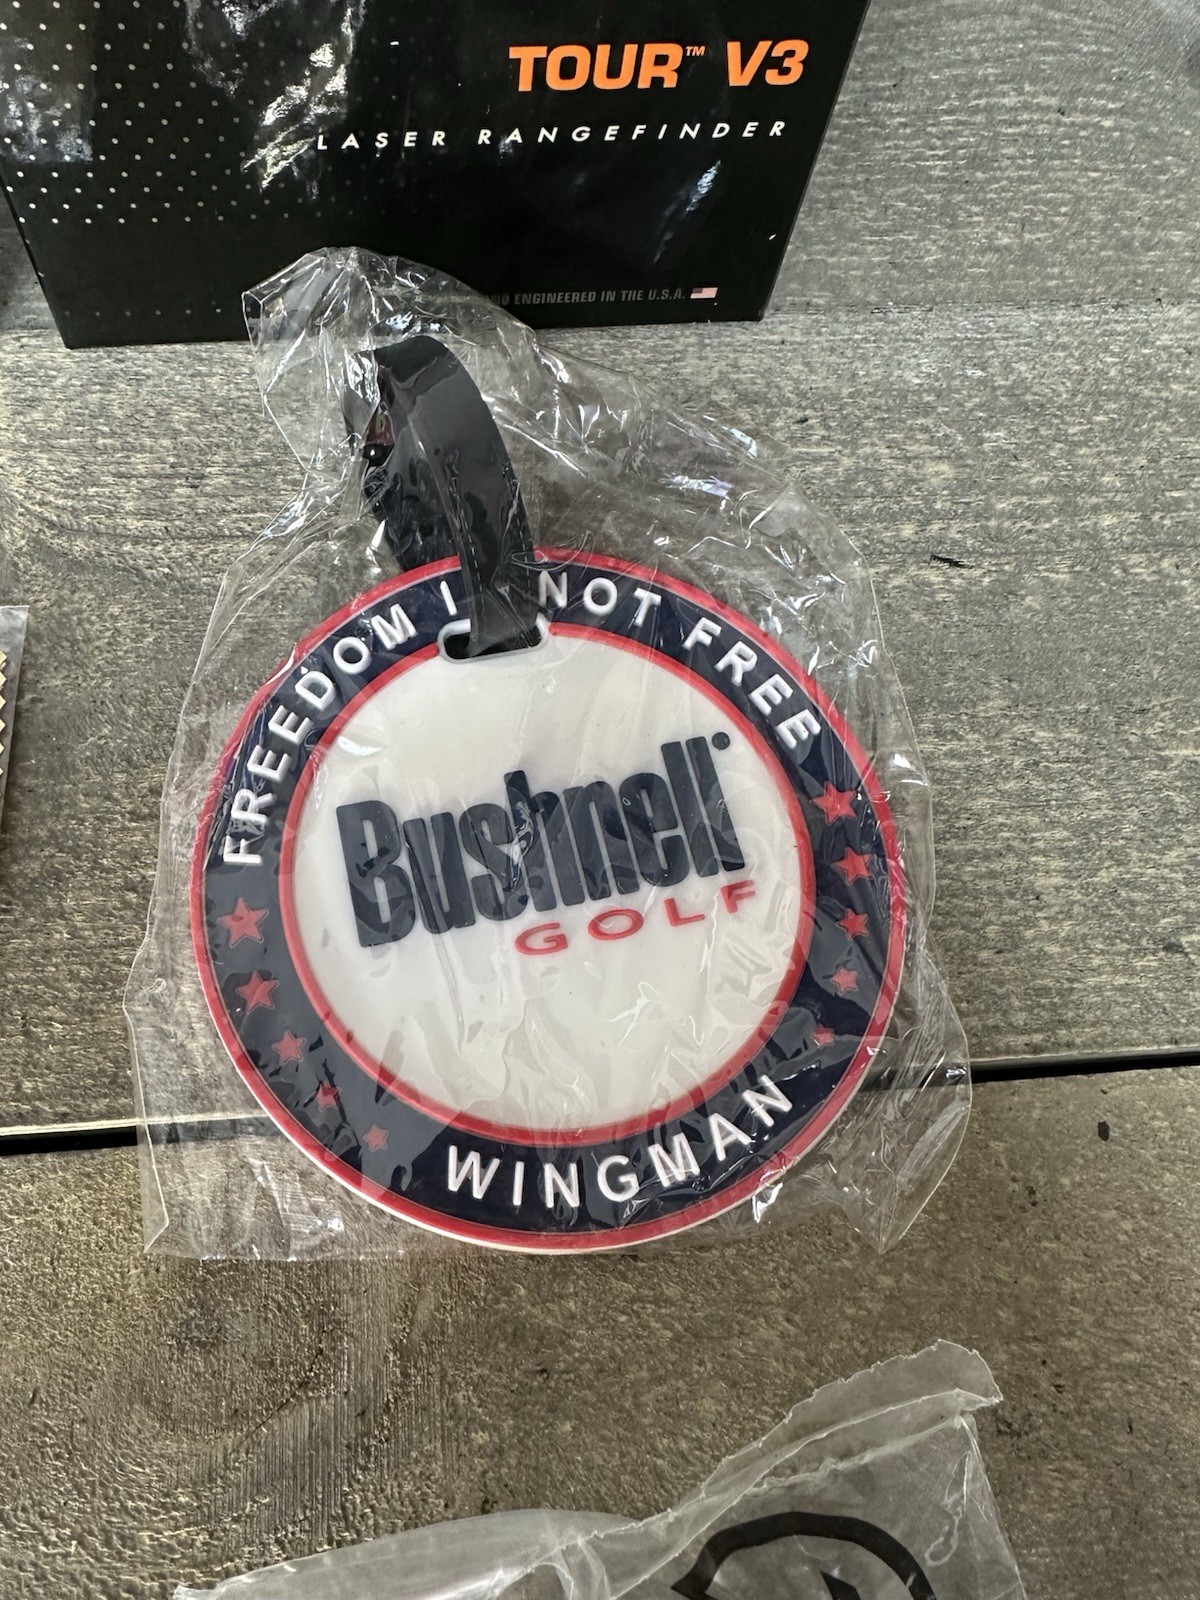 TOUR™ V3
LASER RANGEFINDER
ENGINEERED IN THE U.S.A.
FREEDOM I NOT FREE
Bushnell
GOLF
WINGMAN